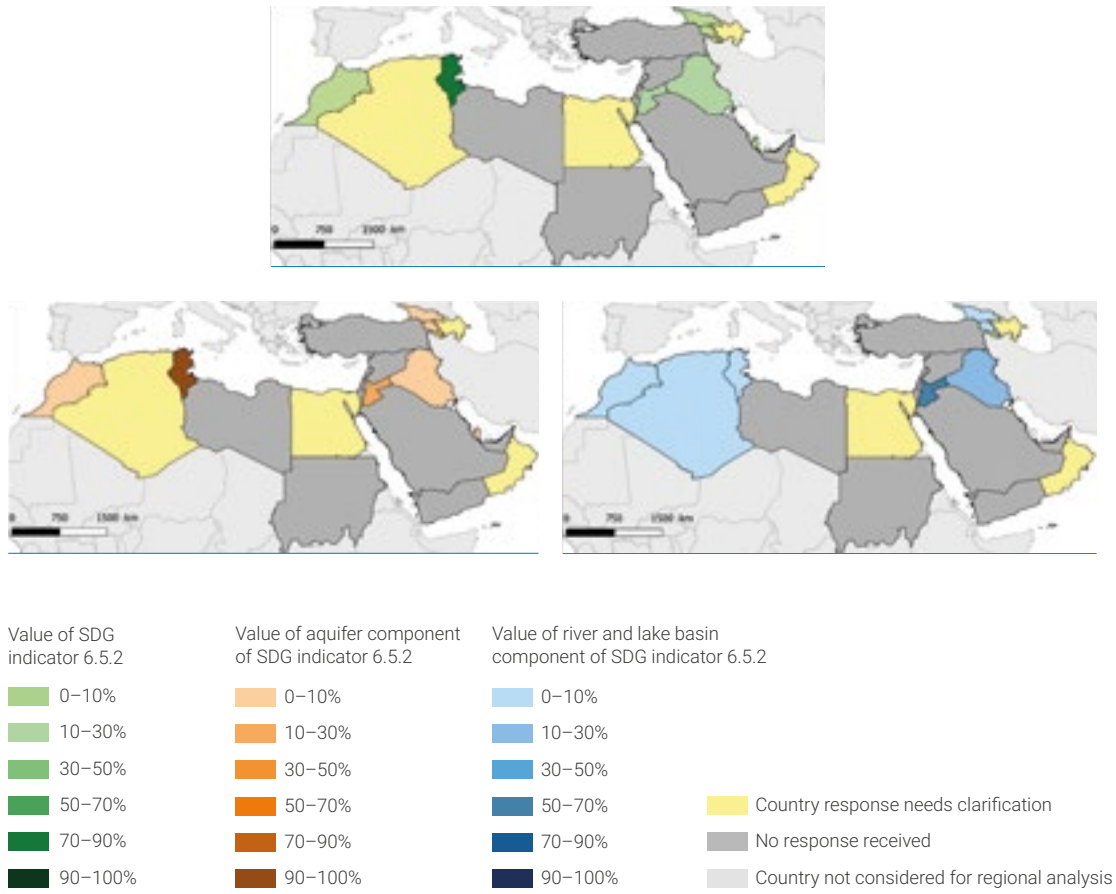 0 750 1500 km
0 750 1500 km
0 750 1500 km
Value of SDG
indicator 6.5.2
0–10%
10–30%
30–50%
50–70%
70–90%
90–100%
Value of aquifer component
of SDG indicator 6.5.2
0–10%
10–30%
30–50%
50–70%
70–90%
90–100%
Value of river and lake basin
component of SDG indicator 6.5.2
0–10%
10–30%
30–50%
50–70%
70–90%
90–100%
Country response needs clarification
No response received
Country not considered for regional analysis